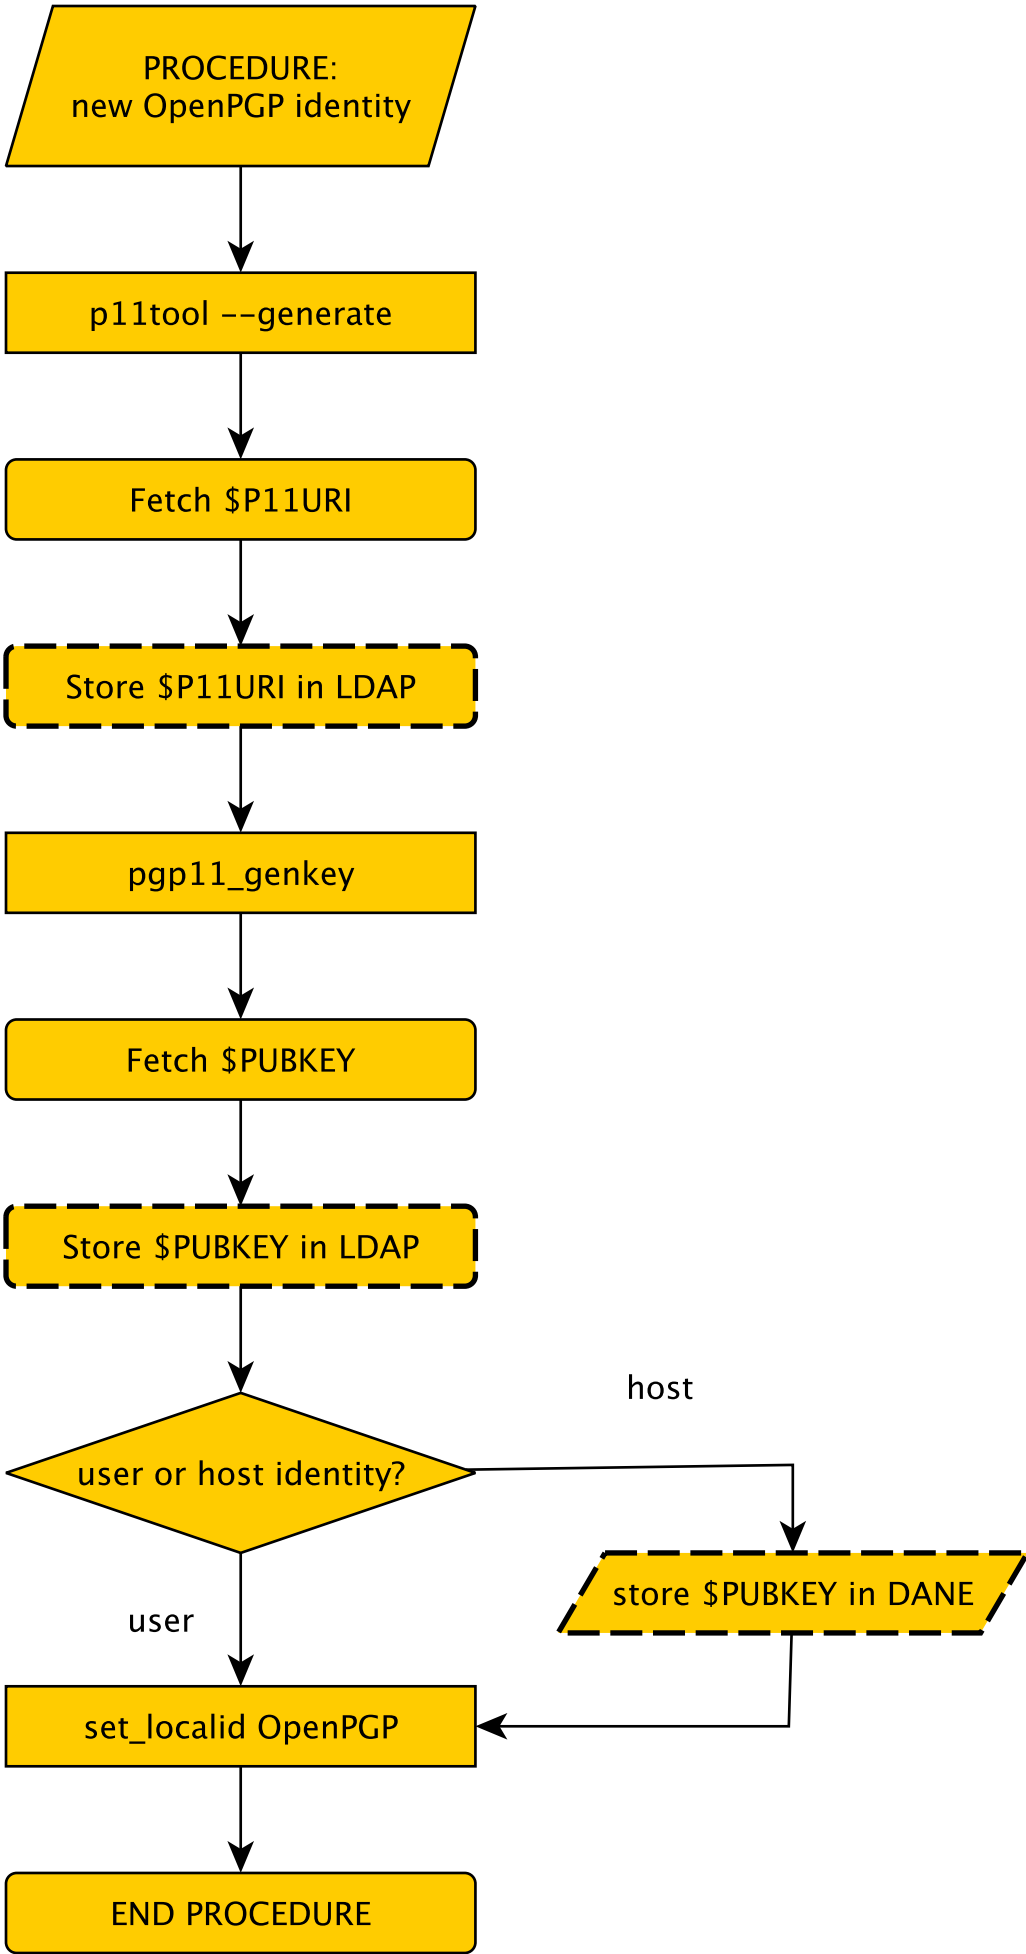 PROCEDURE:
new OpenPGP identity
p11tool --generate
Fetch $P11URI
Store $P11URI in LDAP
pgp11_genkey
Fetch $PUBKEY
Store $PUBKEY in LDAP
host
user or host identity?
store $PUBKEY in DANE
user
set_localid OpenPGP
END PROCEDURE